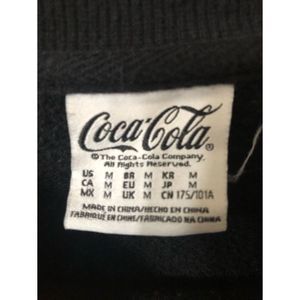 Coca-Cola®
© The Coca-Cola Company.
All Rights Reserved.
US M BR M KR M
CA M EU M JP M
MX M UK M CN 175/101A
MADE IN CHINA/HECHO EN CHINA
FABRIQUÉ EN CHINE/FABRICADO NA CHINA